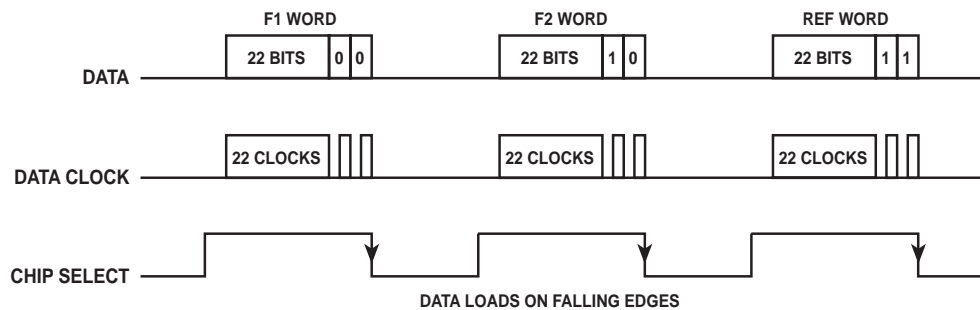 F1 WORD F2 WORD REF WORD
DATA 22 BITS 0 0 22 BITS 1 0 22 BITS 1 1
DATA CLOCK 22 CLOCKS 22 CLOCKS 22 CLOCKS
CHIP SELECT
DATA LOADS ON FALLING EDGES